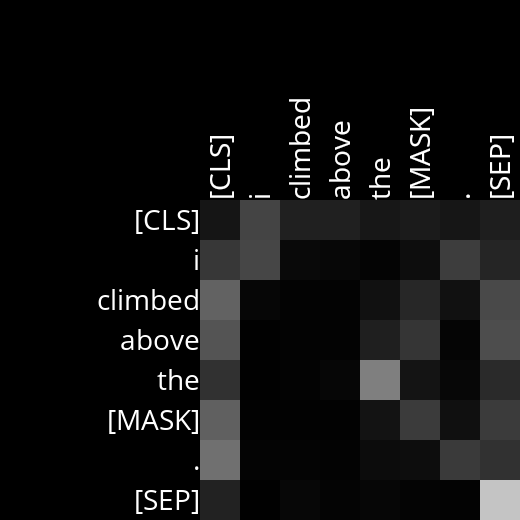 [CLS] i climbed above the [MASK] . [SEP]
[CLS]
i
climbed
above
the
[MASK]
.
[SEP]